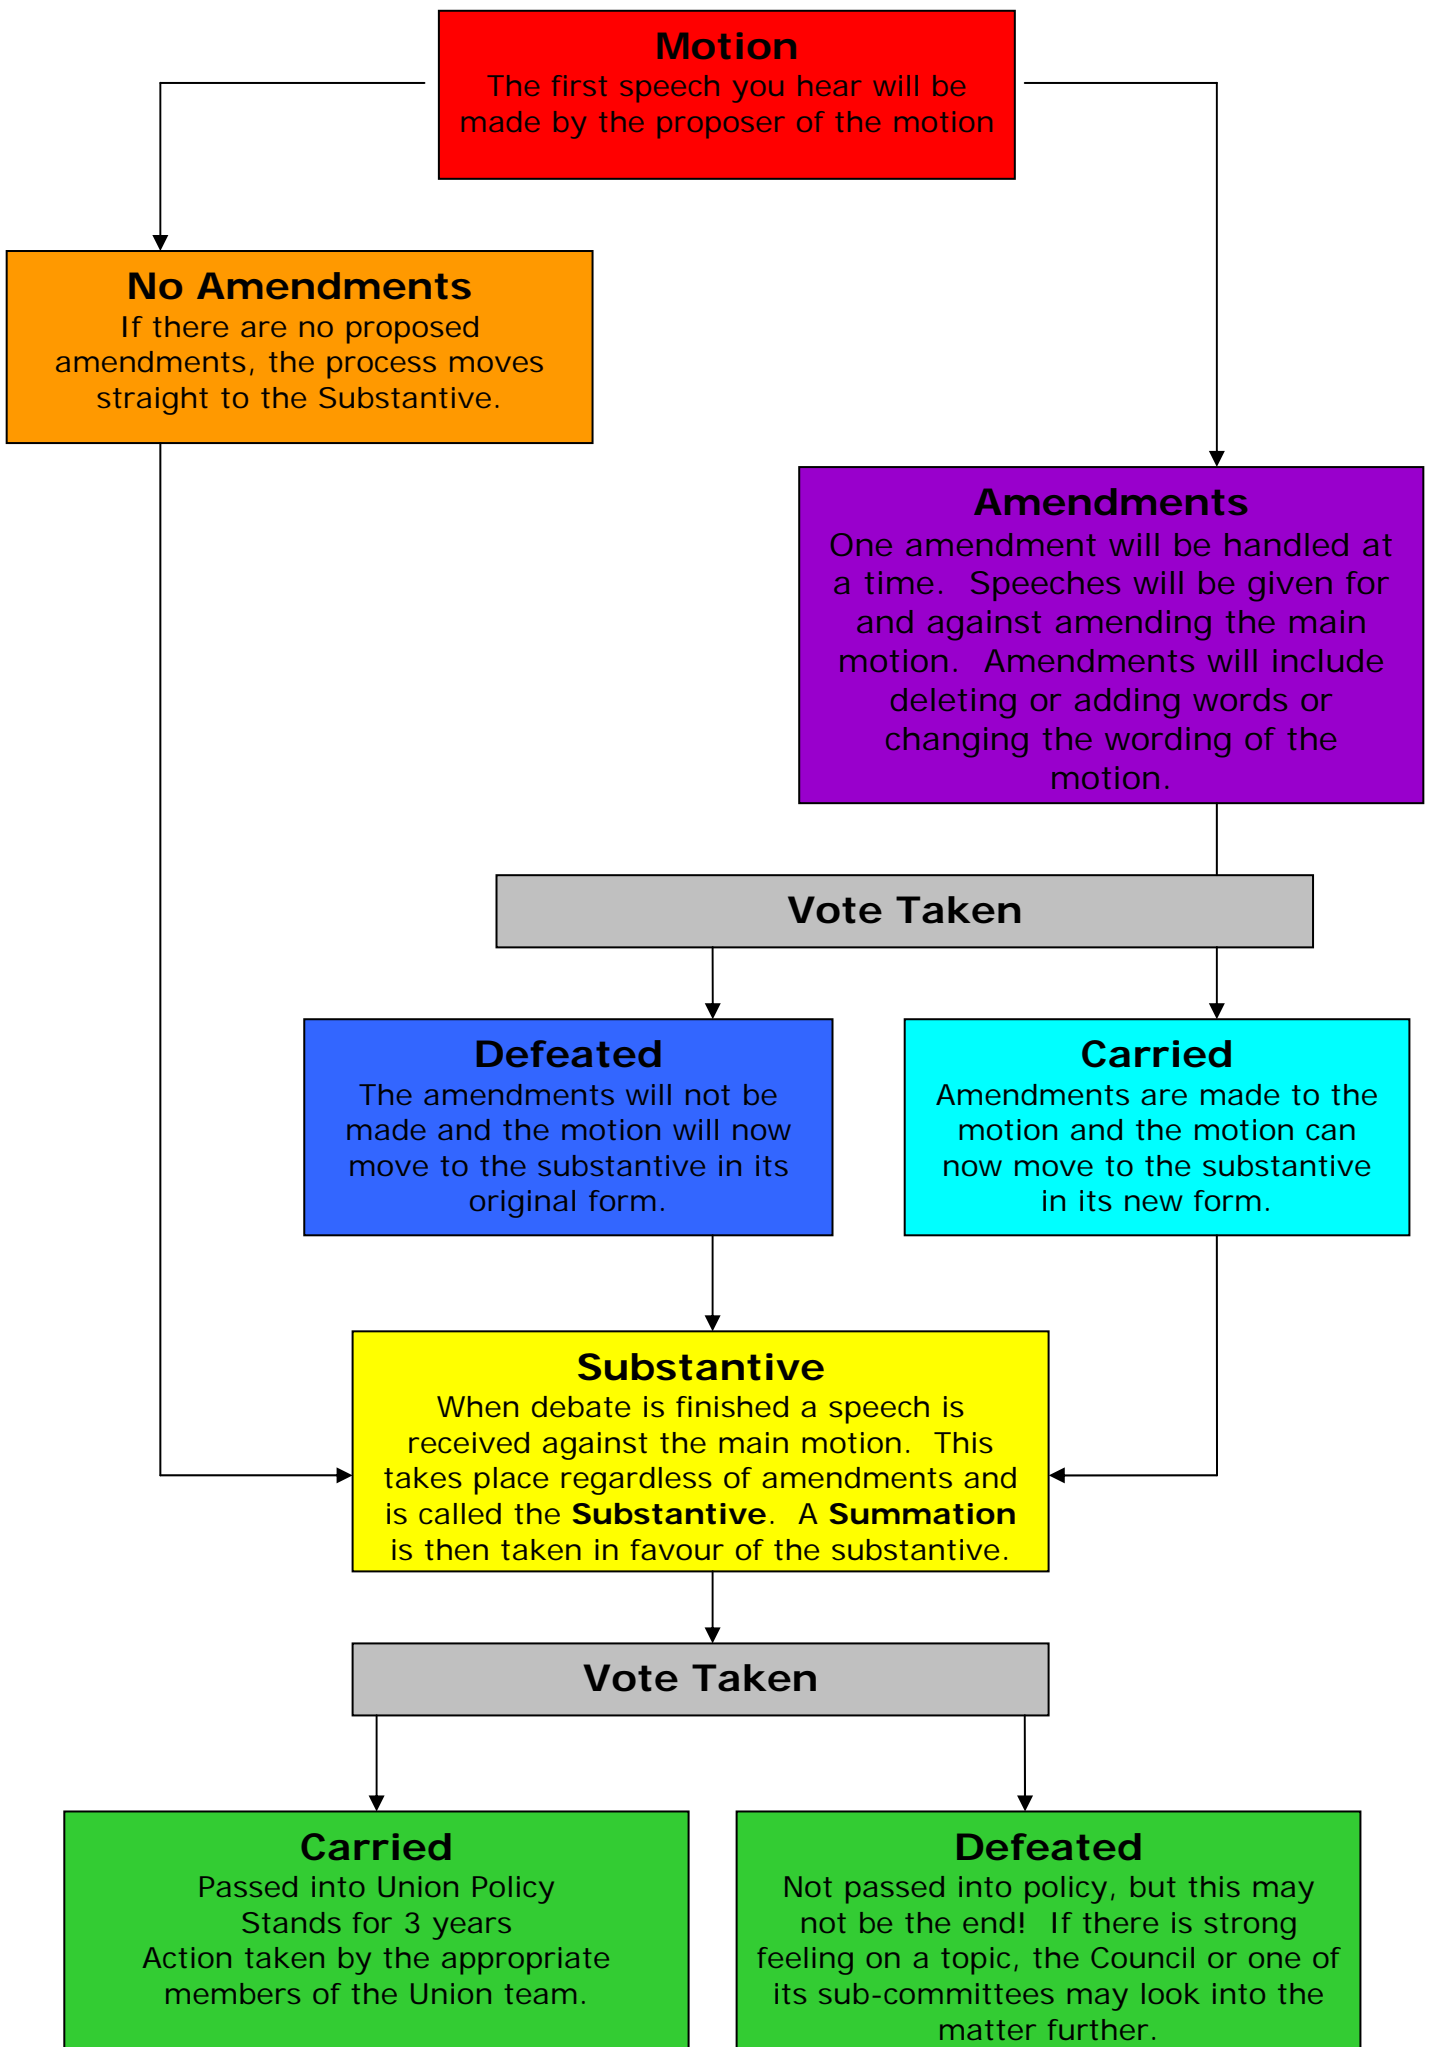 Motion
The first speech you hear will be
made by the proposer of the motion
No Amendments
If there are no proposed
amendments, the process moves
straight to the Substantive.
Amendments
One amendment will be handled at
a time.  Speeches will be given for
and against amending the main
motion.  Amendments will include
deleting or adding words or
changing the wording of the
motion.
Vote Taken
Defeated
The amendments will not be
made and the motion will now
move to the substantive in its
original form.
Carried
Amendments are made to the
motion and the motion can
now move to the substantive
in its new form.
Substantive
When debate is finished a speech is
received against the main motion.  This
takes place regardless of amendments and
is called the Substantive.  A Summation
is then taken in favour of the substantive.
Vote Taken
Carried
Passed into Union Policy
Stands for 3 years
Action taken by the appropriate
members of the Union team.
Defeated
Not passed into policy, but this may
not be the end!  If there is strong
feeling on a topic, the Council or one of
its sub-committees may look into the
matter further.